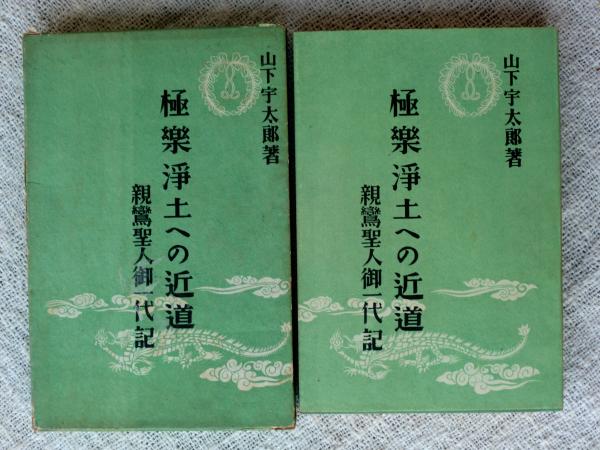 山下宇太郎著
極樂淨土への近道
親鸞聖人御一代記
山下宇太郎著
極樂淨土への近道
親鸞聖人御一代記